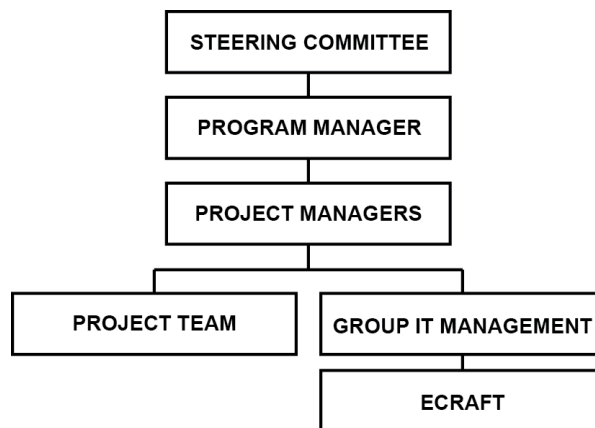 STEERING COMMITTEE
PROGRAM MANAGER
PROJECT MANAGERS
PROJECT TEAM
GROUP IT MANAGEMENT
ECRAFT